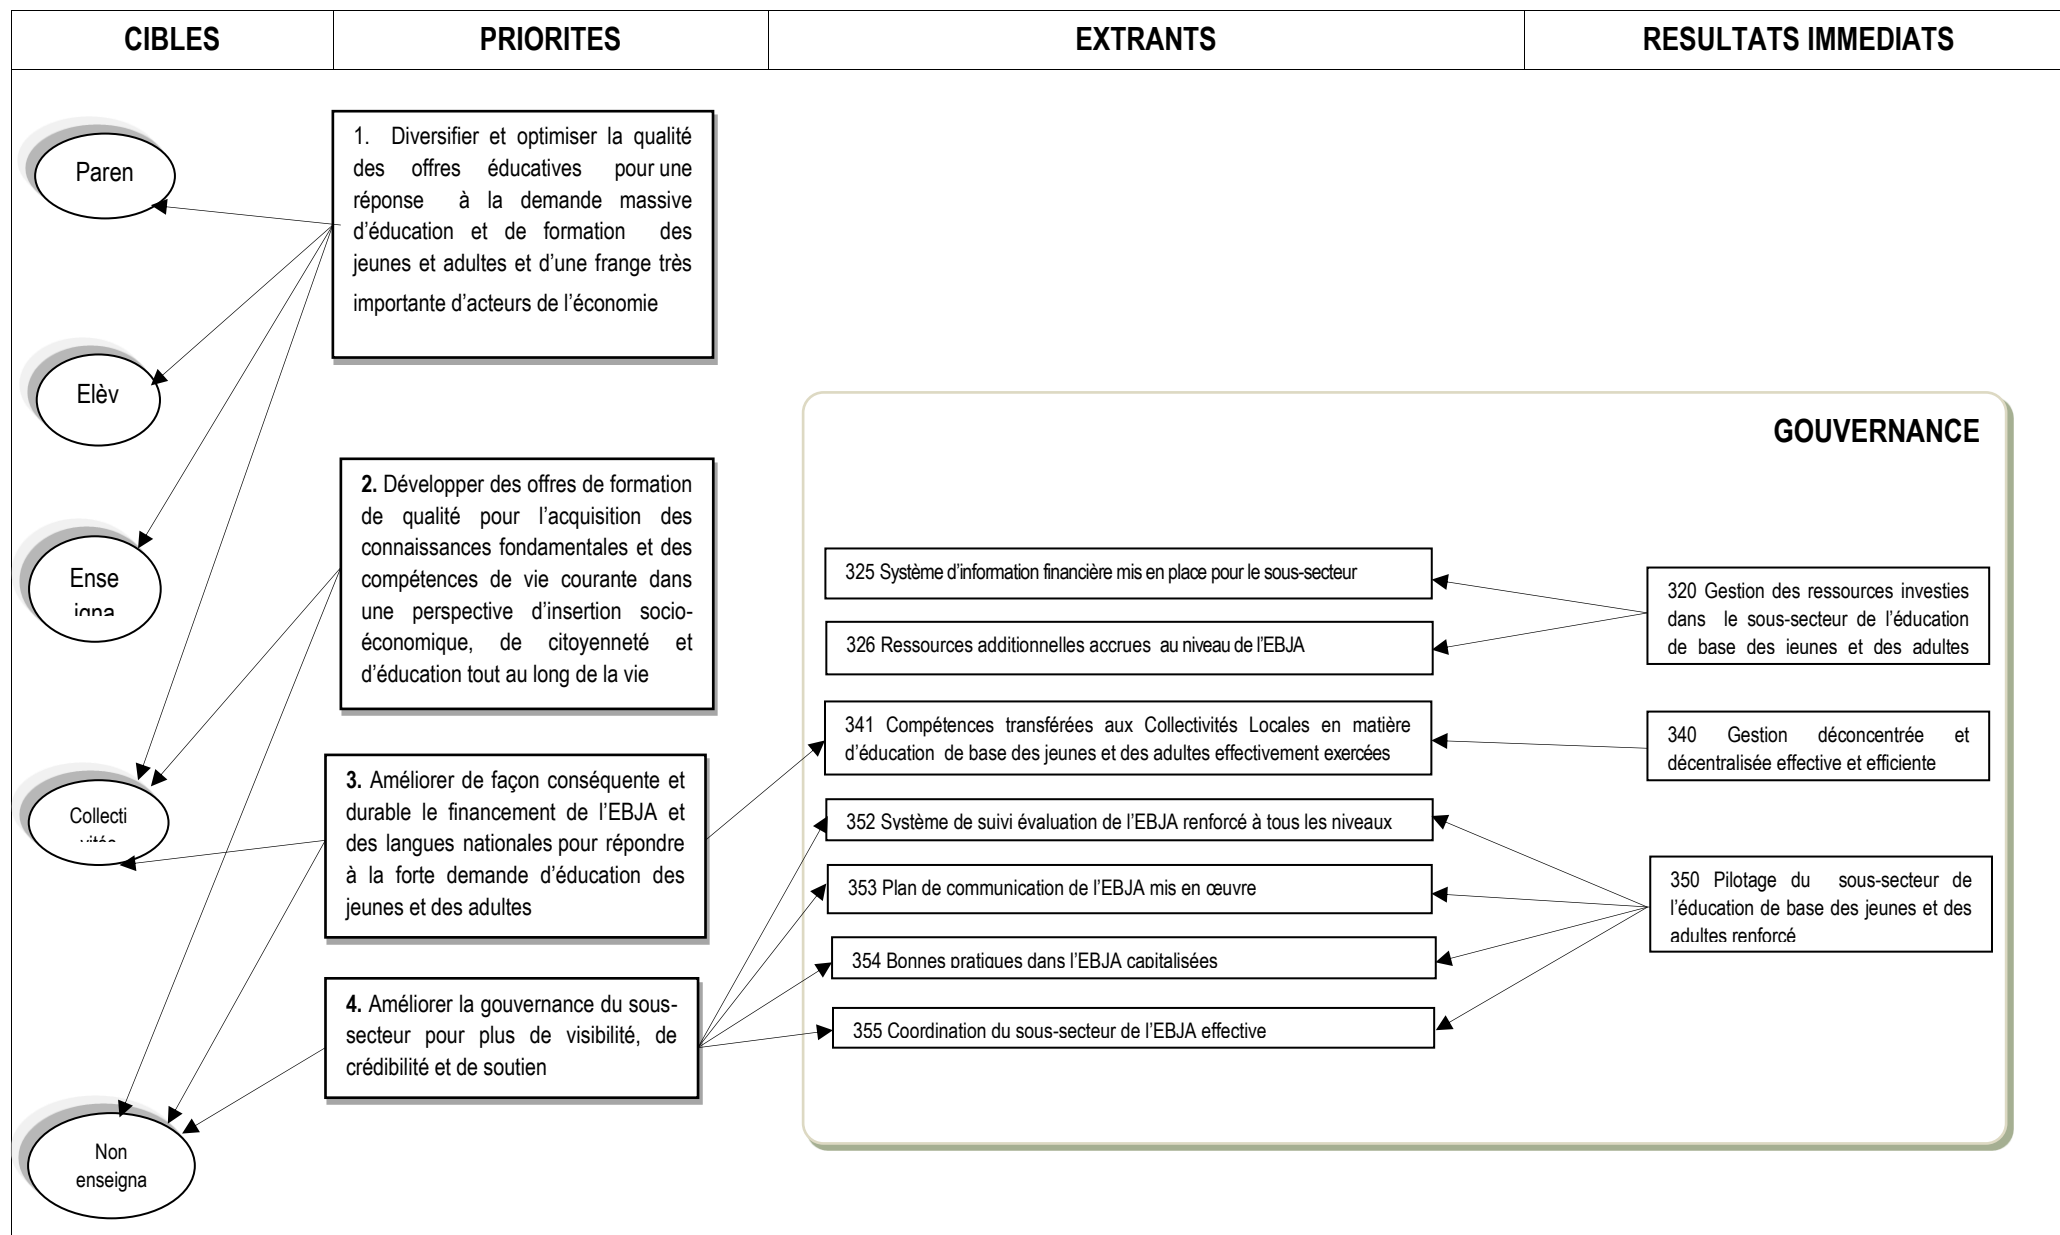 CIBLES
PRIORITES
EXTRANTS
RESULTATS IMMEDIATS
Paren
Elèv
Ense
igna
Collecti
vités
Non
enseigna
1. Diversifier et optimiser la qualité
des offres éducatives pour une
réponse à la demande massive
d’éducation et de formation des
jeunes et adultes et d’une frange très
importante d’acteurs de l’économie
2. Développer des offres de formation
de qualité pour l’acquisition des
connaissances fondamentales et des
compétences de vie courante dans
une perspective d’insertion socio-
économique, de citoyenneté et
d’éducation tout au long de la vie
3. Améliorer de façon conséquente et
durable le financement de l’EBJA et
des langues nationales pour répondre
à la forte demande d’éducation des
jeunes et des adultes
4. Améliorer la gouvernance du sous-
secteur pour plus de visibilité, de
crédibilité et de soutien
GOUVERNANCE
325 Système d’information financière mis en place pour le sous-secteur
326 Ressources additionnelles accrues au niveau de l’EBJA
341 Compétences transférées aux Collectivités Locales en matière
d’éducation de base des jeunes et des adultes effectivement exercées
352 Système de suivi évaluation de l’EBJA renforcé à tous les niveaux
353 Plan de communication de l’EBJA mis en œuvre
354 Bonnes pratiques dans l’EBJA capitalisées
355 Coordination du sous-secteur de l’EBJA effective
320 Gestion des ressources investies
dans le sous-secteur de l’éducation
de base des jeunes et des adultes
340 Gestion déconcentrée et
décentralisée effective et efficiente
350 Pilotage du sous-secteur de
l’éducation de base des jeunes et des
adultes renforcé